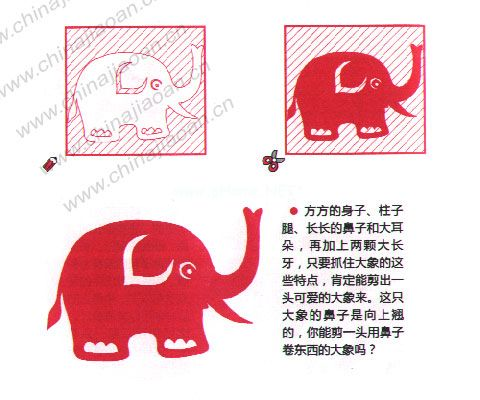 www.chinajiaoan.cn
www.chinajiaoan.cn
www.chinajiaoan.cn
● 方方的身子、柱子
腿、长长的鼻子和大耳
朵，再加上两颗大长
牙，只要抓住大象的这
些特点，肯定能剪出一
头可爱的大象来。这只
大象的鼻子是向上翘
的，你能剪一头用鼻子
卷东西的大象吗？